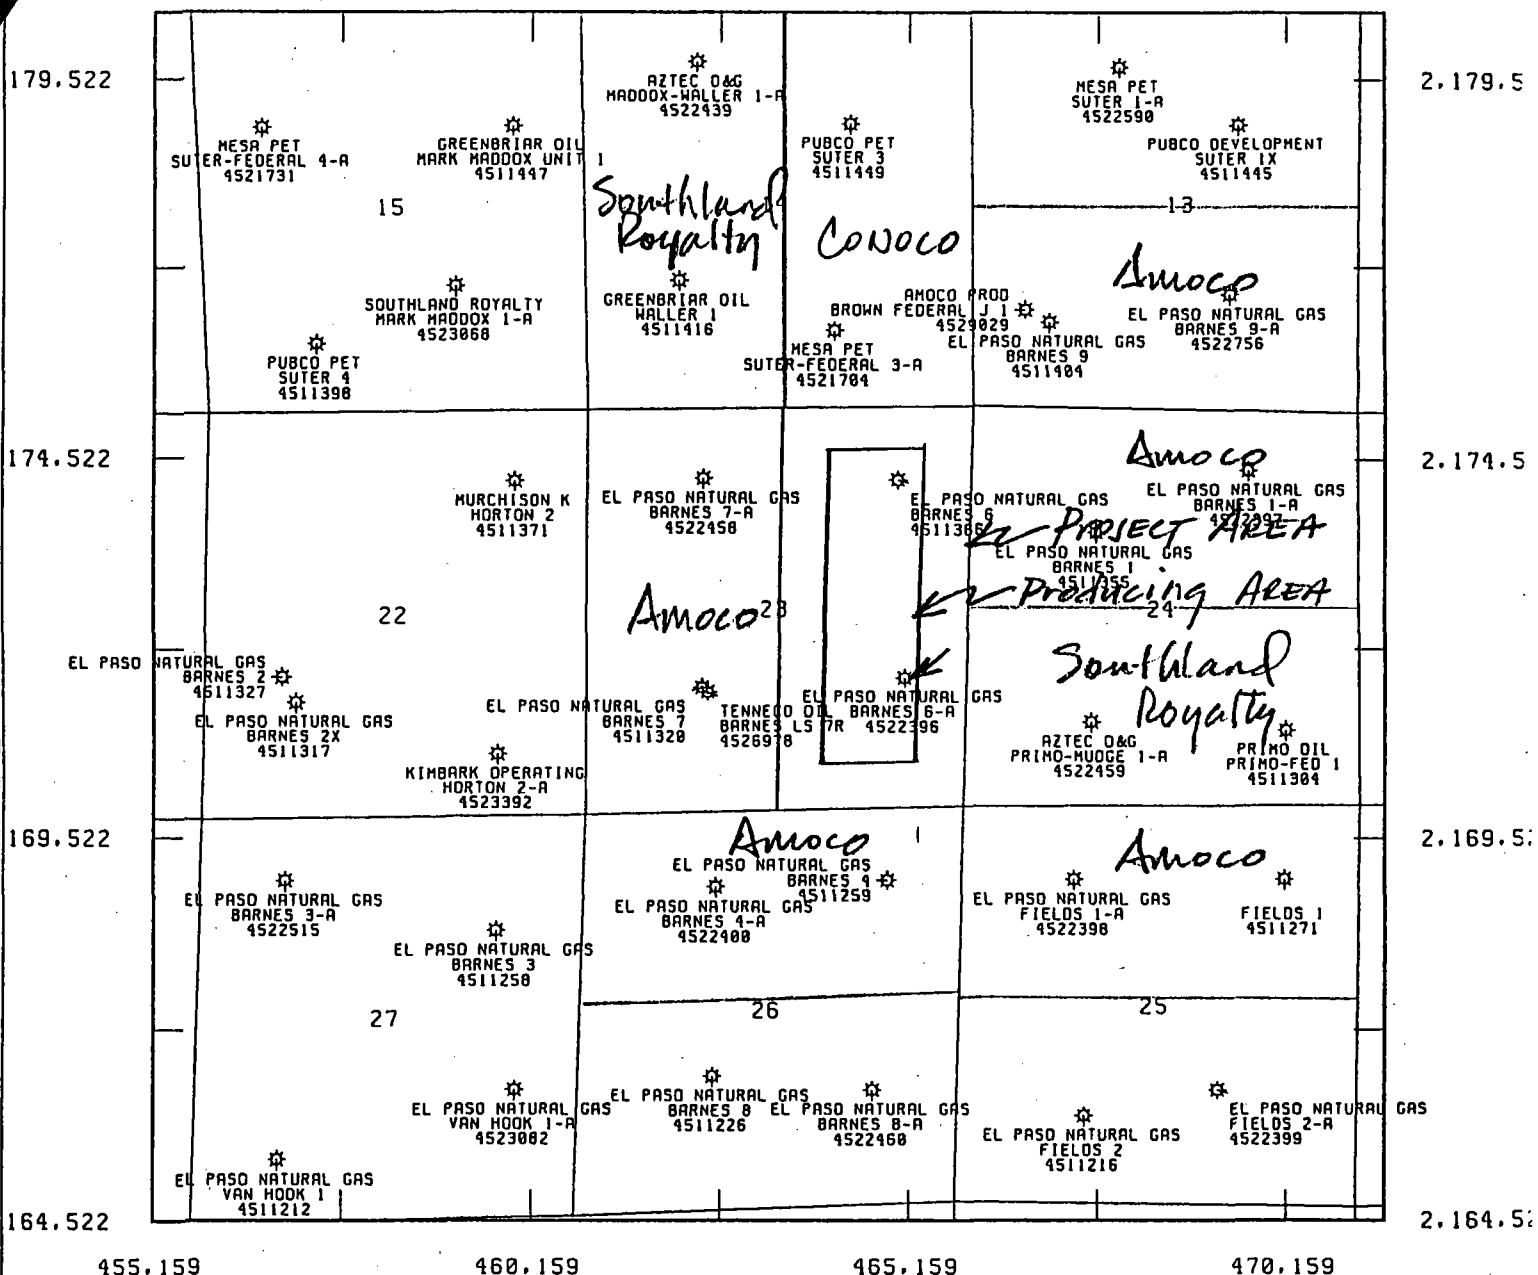 179.522
2.179.5
AZTEC O&G
MADDOX-WALLER 1-A
4522439
MESA PET
SUTER 1-A
4522590
MESA PET
SUTER-FEDERAL 4-A
4521731
GREENBRIAR OIL
MARK MADDOX UNIT 1
4511447
PUBCO PET
SUTER 3
4511449
PUBCO DEVELOPMENT
SUTER 1X
4511445
15
Southland
Royalty
CONOCO
13
Amoco
SOUTHLAND ROYALTY
MARK MADDOX 1-A
4523068
GREENBRIAR OIL
WALLER 1
4511416
AMOCO PROD
BROWN FEDERAL J 1
4529029
EL PASO NATURAL GAS
BARNES 9-A
4522756
PUBCO PET
SUTER 4
4511398
MESA PET
SUTER-FEDERAL 3-A
4521704
EL PASO NATURAL GAS
BARNES 9
4511404
174.522
2.174.5
Amoco
MURCHISON K
HORTON 2
4511371
EL PASO NATURAL GAS
BARNES 7-A
4522458
EL PASO NATURAL GAS
BARNES 6
EL PASO NATURAL GAS
BARNES 1-A
PROJECT AREA
EL PASO NATURAL GAS
BARNES 1
Producing AREA
22
Amoco
23
24
Southland
Royalty
EL PASO NATURAL GAS
BARNES 2
4511327
EL PASO NATURAL GAS
BARNES 2X
4511317
EL PASO NATURAL GAS
BARNES 7
4511320
TENNECO OIL
BARNES LS 7R
4526978
EL PASO NATURAL GAS
BARNES 6-A
4522396
KIMBARK OPERATING
HORTON 2-A
4523392
AZTEC O&G
PRIMO-MUDGE 1-A
4522459
PRIMO OIL
PRIMO-FED 1
4511304
169.522
2.169.5
Amoco
Amoco
EL PASO NATURAL GAS
BARNES 3-A
4522515
EL PASO NATURAL GAS
BARNES 3
4511258
EL PASO NATURAL GAS
BARNES 4
4511259
EL PASO NATURAL GAS
BARNES 4-A
4522400
EL PASO NATURAL GAS
FIELDS 1-A
4522398
FIELDS 1
4511271
27
26
25
EL PASO NATURAL GAS
VAN HOOK 1-A
4523082
EL PASO NATURAL GAS
BARNES 8
4511226
EL PASO NATURAL GAS
BARNES 8-A
4522460
EL PASO NATURAL GAS
FIELDS 2
4511216
EL PASO NATURAL GAS
FIELDS 2-A
4522399
EL PASO NATURAL GAS
VAN HOOK 1
4511212
164.522
2.164.5
455.159
460.159
465.159
470.159